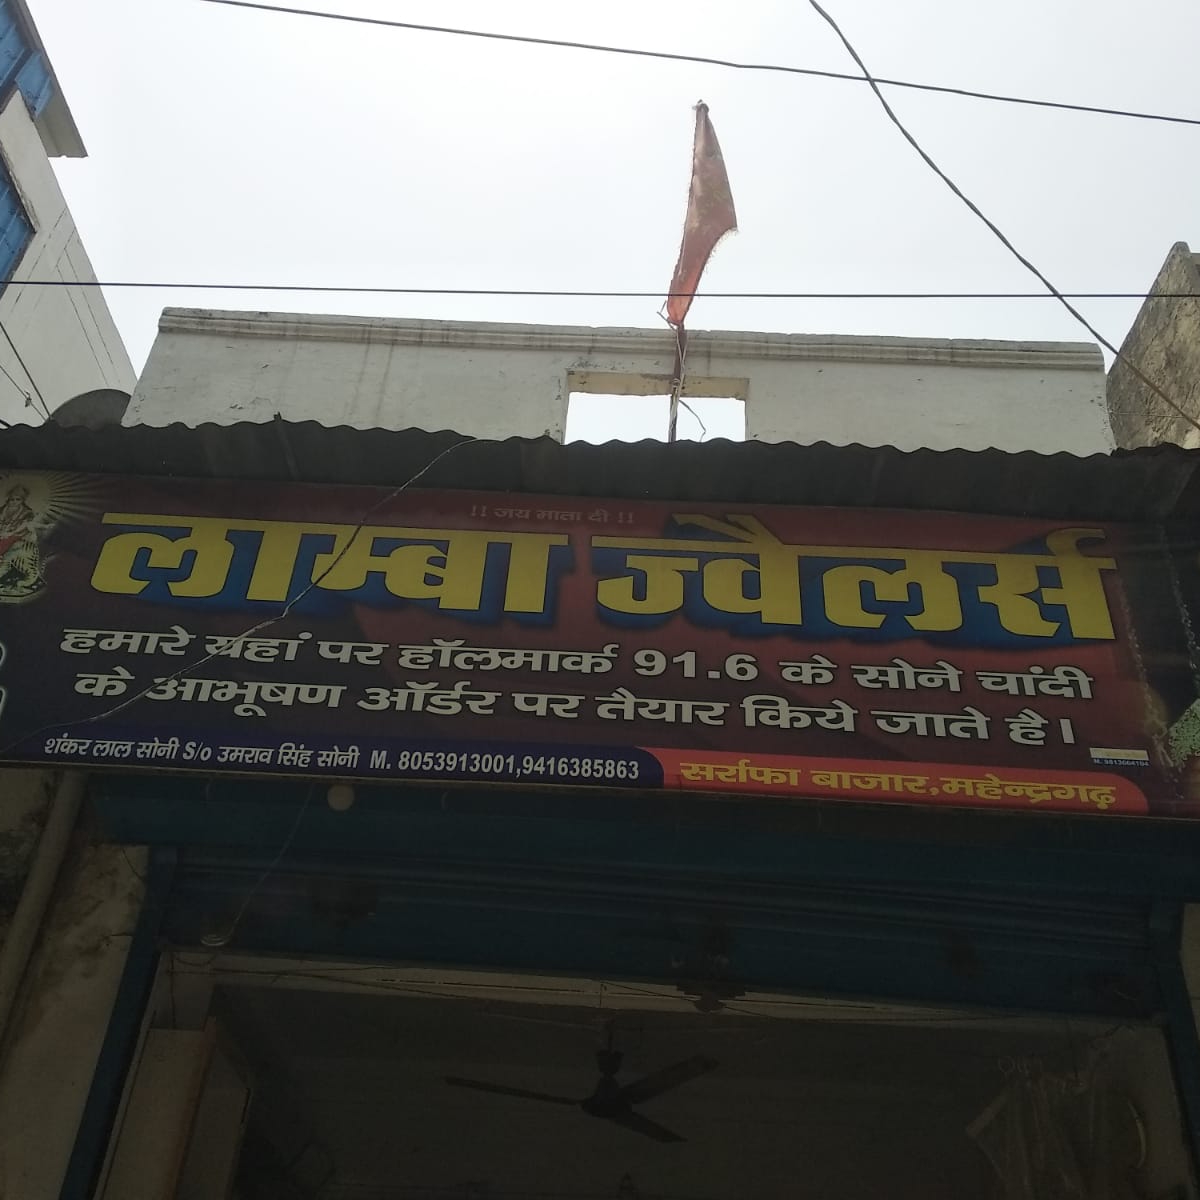 !! जय माता दी !!
लाम्बा ज्वैलर्स
हमारे यहां पर हॉलमार्क 91.6 के सोने चांदी
के आभूषण ऑर्डर पर तैयार किये जाते है।
शंकर लाल सोनी S/o उमराव सिंह सोनी M. 8053913001,9416385863
सर्राफा बाजार,महेन्द्रगढ़